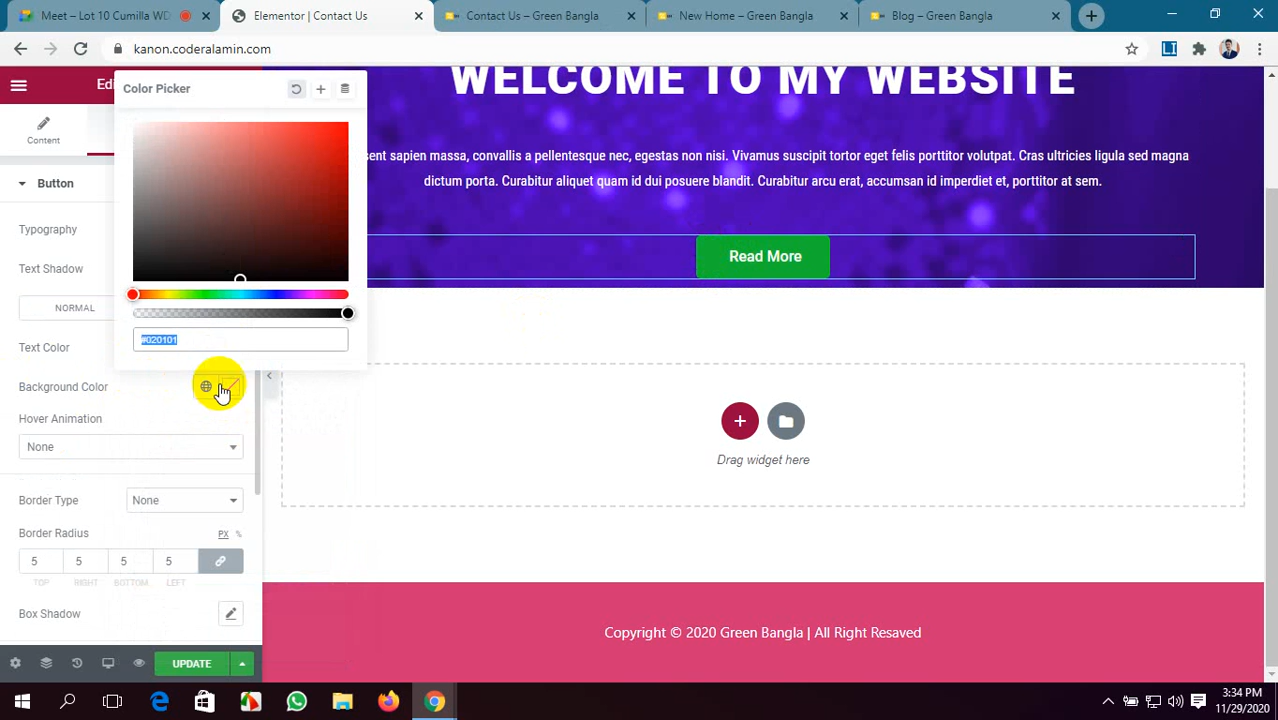 Meet – Lot 10 Cumilla WD
Elementor | Contact Us
Contact Us – Green Bangla
New Home – Green Bangla
Blog – Green Bangla
kanon.coderalamin.com
Color Picker
Content
Button
Typography
Text Shadow
NORMAL
Text Color
#020101
Background Color
Hover Animation
None
Border Type
None
Border Radius
PX %
5 5 5 5
TOP RIGHT BOTTOM LEFT
Box Shadow
UPDATE
WELCOME TO MY WEBSITE
sent sapien massa, convallis a pellentesque nec, egestas non nisi. Vivamus suscipit tortor eget felis porttitor volutpat. Cras ultricies ligula sed magna
dictum porta. Curabitur aliquet quam id dui posuere blandit. Curabitur arcu erat, accumsan id imperdiet et, porttitor at sem.
Read More
Drag widget here
Copyright © 2020 Green Bangla | All Right Resaved
3:34 PM
11/29/2020